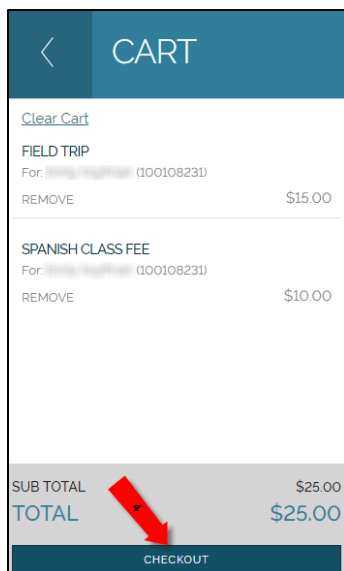 CART
Clear Cart
FIELD TRIP
For: (100108231)
REMOVE $15.00
SPANISH CLASS FEE
For: (100108231)
REMOVE $10.00
SUB TOTAL $25.00
TOTAL $25.00
CHECKOUT